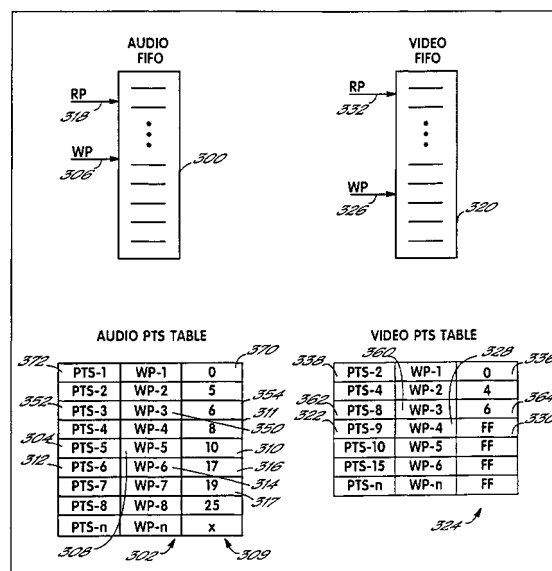 AUDIO
FIFO
VIDEO
FIFO
RP
318
WP
306
300
RP
332
WP
326
320
AUDIO PTS TABLE
370
372
PTS-1 WP-1 0
PTS-2 WP-2 5
352 PTS-3 WP-3 6 354
350
PTS-4 WP-4 8 311
304 PTS-5 WP-5 10 310
312 PTS-6 WP-6 17 316
314
PTS-7 WP-7 19
317
PTS-8 WP-8 25
PTS-n WP-n x
308
302
309
VIDEO PTS TABLE
360
328
338 PTS-2 WP-1 0 336
PTS-4 WP-2 4
362 PTS-8 WP-3 6 364
322 PTS-9 WP-4 FF 330
PTS-10 WP-5 FF
PTS-15 WP-6 FF
PTS-n WP-n FF
324